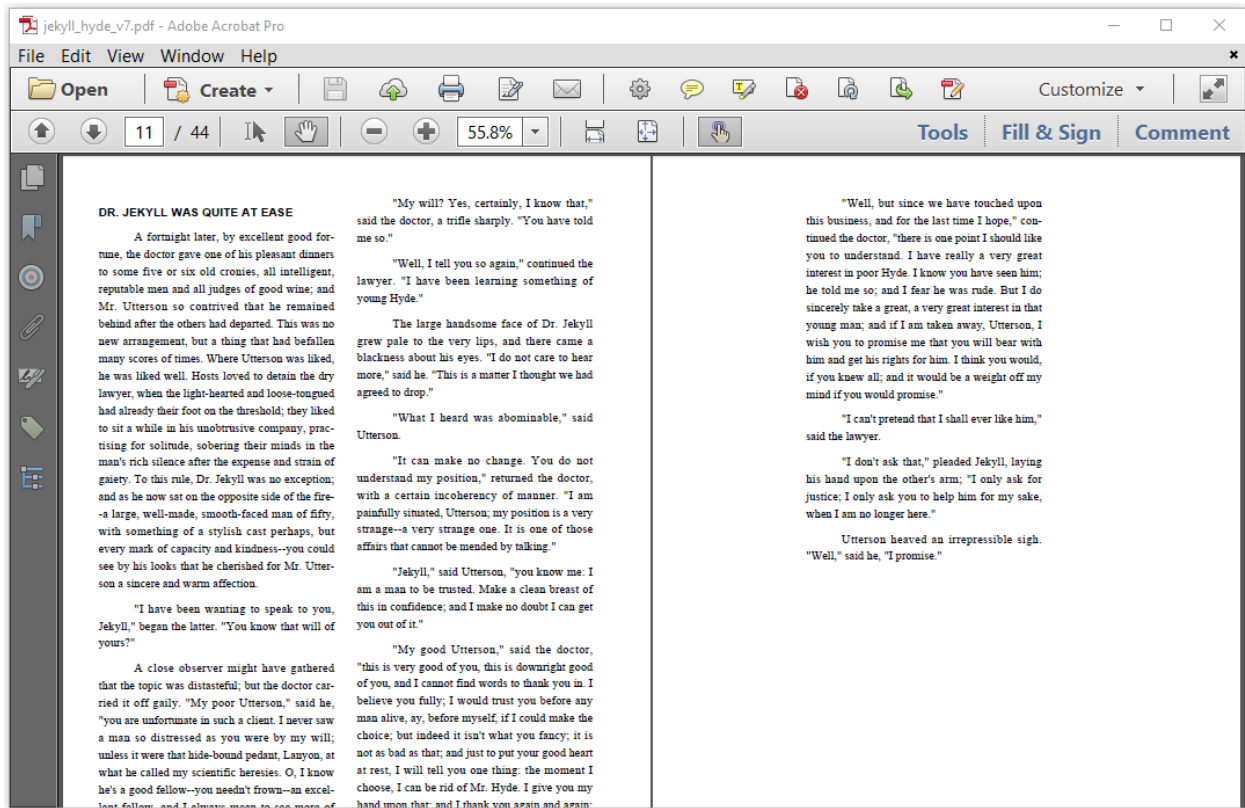 jekyll_hyde_v7.pdf - Adobe Acrobat Pro
File Edit View Window Help
Open Create Customize
11 / 44 55.8% Tools Fill & Sign Comment
DR. JEKYLL WAS QUITE AT EASE
A fortnight later, by excellent good for-
tune, the doctor gave one of his pleasant dinners
to some five or six old cronies, all intelligent,
reputable men and all judges of good wine; and
Mr. Utterson so contrived that he remained
behind after the others had departed. This was no
new arrangement, but a thing that had befallen
many scores of times. Where Utterson was liked,
he was liked well. Hosts loved to detain the dry
lawyer, when the light-hearted and loose-tongued
had already their foot on the threshold; they liked
to sit a while in his unobtrusive company, prac-
tising for solitude, sobering their minds in the
man's rich silence after the expense and strain of
gaiety. To this rule, Dr. Jekyll was no exception;
and as he now sat on the opposite side of the fire-
-a large, well-made, smooth-faced man of fifty,
with something of a stylish cast perhaps, but
every mark of capacity and kindness--you could
see by his looks that he cherished for Mr. Utter-
son a sincere and warm affection.
"I have been wanting to speak to you,
Jekyll," began the latter. "You know that will of
yours?"
A close observer might have gathered
that the topic was distasteful; but the doctor car-
ried it off gaily. "My poor Utterson," said he,
"you are unfortunate in such a client. I never saw
a man so distressed as you were by my will;
unless it were that hide-bound pedant, Lanyon, at
what he called my scientific heresies. O, I know
he's a good fellow--you needn't frown--an excel-
lent fellow, and I always mean to see more of
"My will? Yes, certainly, I know that,"
said the doctor, a trifle sharply. "You have told
me so."
"Well, I tell you so again," continued the
lawyer. "I have been learning something of
young Hyde."
The large handsome face of Dr. Jekyll
grew pale to the very lips, and there came a
blackness about his eyes. "I do not care to hear
more," said he. "This is a matter I thought we had
agreed to drop."
"What I heard was abominable," said
Utterson.
"It can make no change. You do not
understand my position," returned the doctor,
with a certain incoherency of manner. "I am
painfully situated, Utterson; my position is a very
strange--a very strange one. It is one of those
affairs that cannot be mended by talking."
"Jekyll," said Utterson, "you know me: I
am a man to be trusted. Make a clean breast of
this in confidence; and I make no doubt I can get
you out of it."
"My good Utterson," said the doctor,
"this is very good of you, this is downright good
of you, and I cannot find words to thank you in. I
believe you fully; I would trust you before any
man alive, ay, before myself, if I could make the
choice; but indeed it isn't what you fancy; it is
not as bad as that; and just to put your good heart
at rest, I will tell you one thing: the moment I
choose, I can be rid of Mr. Hyde. I give you my
hand upon that; and I thank you again and again;
"Well, but since we have touched upon
this business, and for the last time I hope," con-
tinued the doctor, "there is one point I should like
you to understand. I have really a very great
interest in poor Hyde. I know you have seen him;
he told me so; and I fear he was rude. But I do
sincerely take a great, a very great interest in that
young man; and if I am taken away, Utterson, I
wish you to promise me that you will bear with
him and get his rights for him. I think you would,
if you knew all; and it would be a weight off my
mind if you would promise."
"I can't pretend that I shall ever like him,"
said the lawyer.
"I don't ask that," pleaded Jekyll, laying
his hand upon the other's arm; "I only ask for
justice; I only ask you to help him for my sake,
when I am no longer here."
Utterson heaved an irrepressible sigh.
"Well," said he, "I promise."